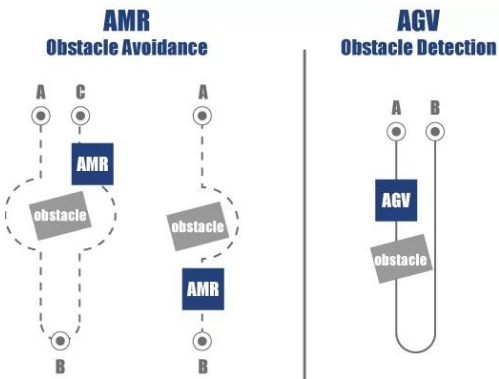 AMR
Obstacle Avoidance
A
C
A
AMR
obstacle
obstacle
AMR
B
B
AGV
Obstacle Detection
A
B
AGV
obstacle